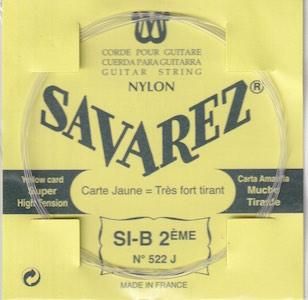 CORDE POUR GUITARE
CUERDA PARA GUITARRA
GUITAR STRING
NYLON
SAVAREZ®
Yellow card
Super
High Tension
Carte Jaune = Très fort tirant
Carta Amarilla
Mucho
Tirante
SI-B 2ÈME
N° 522 J
MADE IN FRANCE